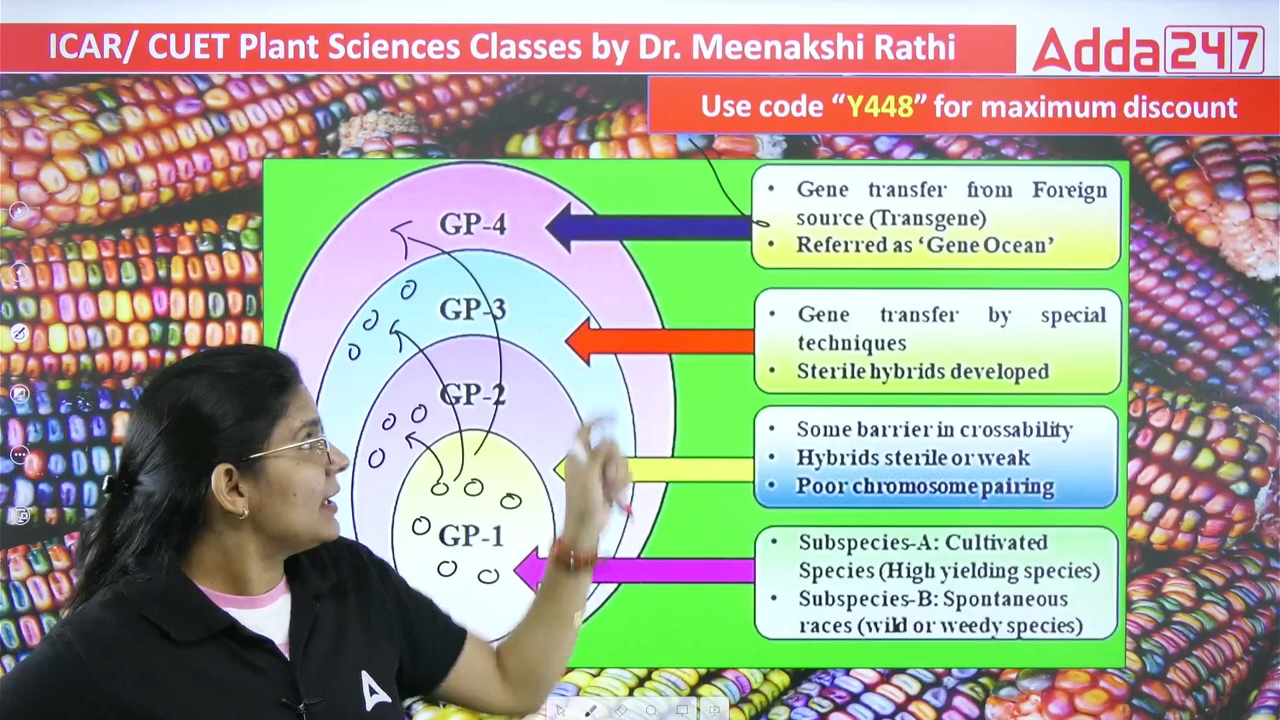 ICAR/ CUET Plant Sciences Classes by Dr. Meenakshi Rathi
Adda247
Use code “Y448” for maximum discount
GP-4
GP-3
GP-2
GP-1
• Gene transfer from Foreign
source (Transgene)
• Referred as ‘Gene Ocean’
• Gene transfer by special
techniques
• Sterile hybrids developed
• Some barrier in crossability
• Hybrids sterile or weak
• Poor chromosome pairing
• Subspecies-A: Cultivated
Species (High yielding species)
• Subspecies-B: Spontaneous
races (wild or weedy species)